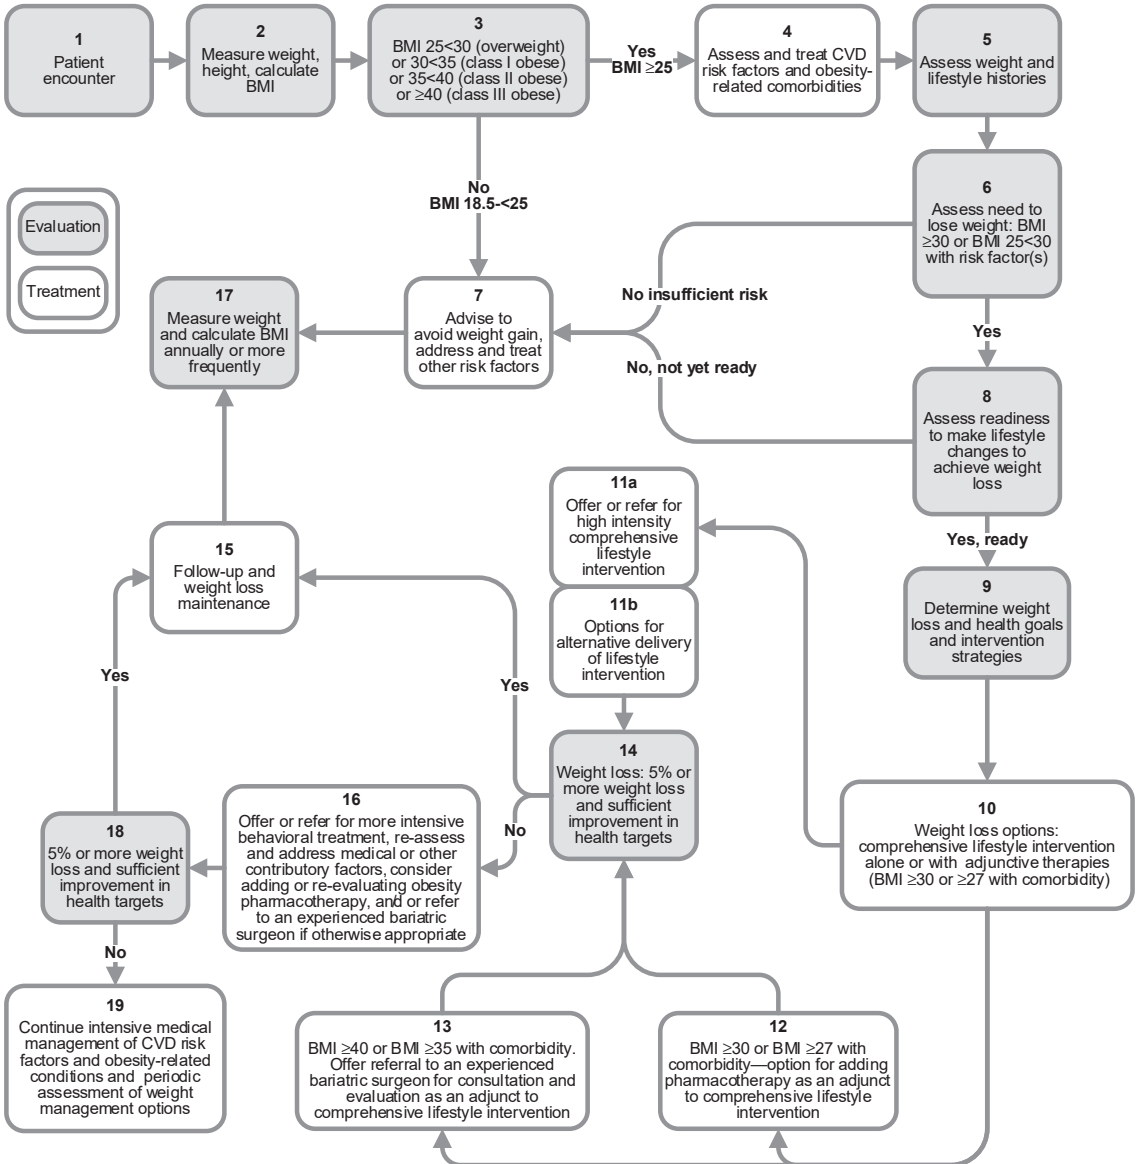 1
Patient
encounter
2
Measure weight,
height, calculate
BMI
3
BMI 25<30 (overweight)
or 30<35 (class I obese)
or 35<40 (class II obese)
or ≥40 (class III obese)
Yes
BMI ≥25
4
Assess and treat CVD
risk factors and obesity-
related comorbidities
5
Assess weight and
lifestyle histories
No
BMI 18.5-<25
6
Assess need to
lose weight: BMI
≥30 or BMI 25<30
with risk factor(s)
Evaluation
Treatment
17
Measure weight
and calculate BMI
annually or more
frequently
7
Advise to
avoid weight gain,
address and treat
other risk factors
No insufficient risk
No, not yet ready
Yes
8
Assess readiness
to make lifestyle
changes to
achieve weight
loss
Yes, ready
11a
Offer or refer for
high intensity
comprehensive
lifestyle
intervention
11b
Options for
alternative delivery
of lifestyle
intervention
15
Follow-up and
weight loss
maintenance
9
Determine weight
loss and health goals
and intervention
strategies
Yes
Yes
14
Weight loss: 5% or
more weight loss
and sufficient
improvement in
health targets
No
10
Weight loss options:
comprehensive lifestyle intervention
alone or with adjunctive therapies
(BMI ≥30 or ≥27 with comorbidity)
16
Offer or refer for more intensive
behavioral treatment, re-assess
and address medical or other
contributory factors, consider
adding or re-evaluating obesity
pharmacotherapy, and/or refer
to an experienced bariatric
surgeon if otherwise appropriate
18
5% or more weight
loss and sufficient
improvement in
health targets
No
19
Continue intensive medical
management of CVD risk
factors and obesity-related
conditions and periodic
assessment of weight
management options
13
BMI ≥40 or BMI ≥35 with comorbidity.
Offer referral to an experienced
bariatric surgeon for consultation and
evaluation as an adjunct to
comprehensive lifestyle intervention
12
BMI ≥30 or BMI ≥27 with
comorbidity—option for adding
pharmacotherapy as an adjunct
to comprehensive lifestyle
intervention